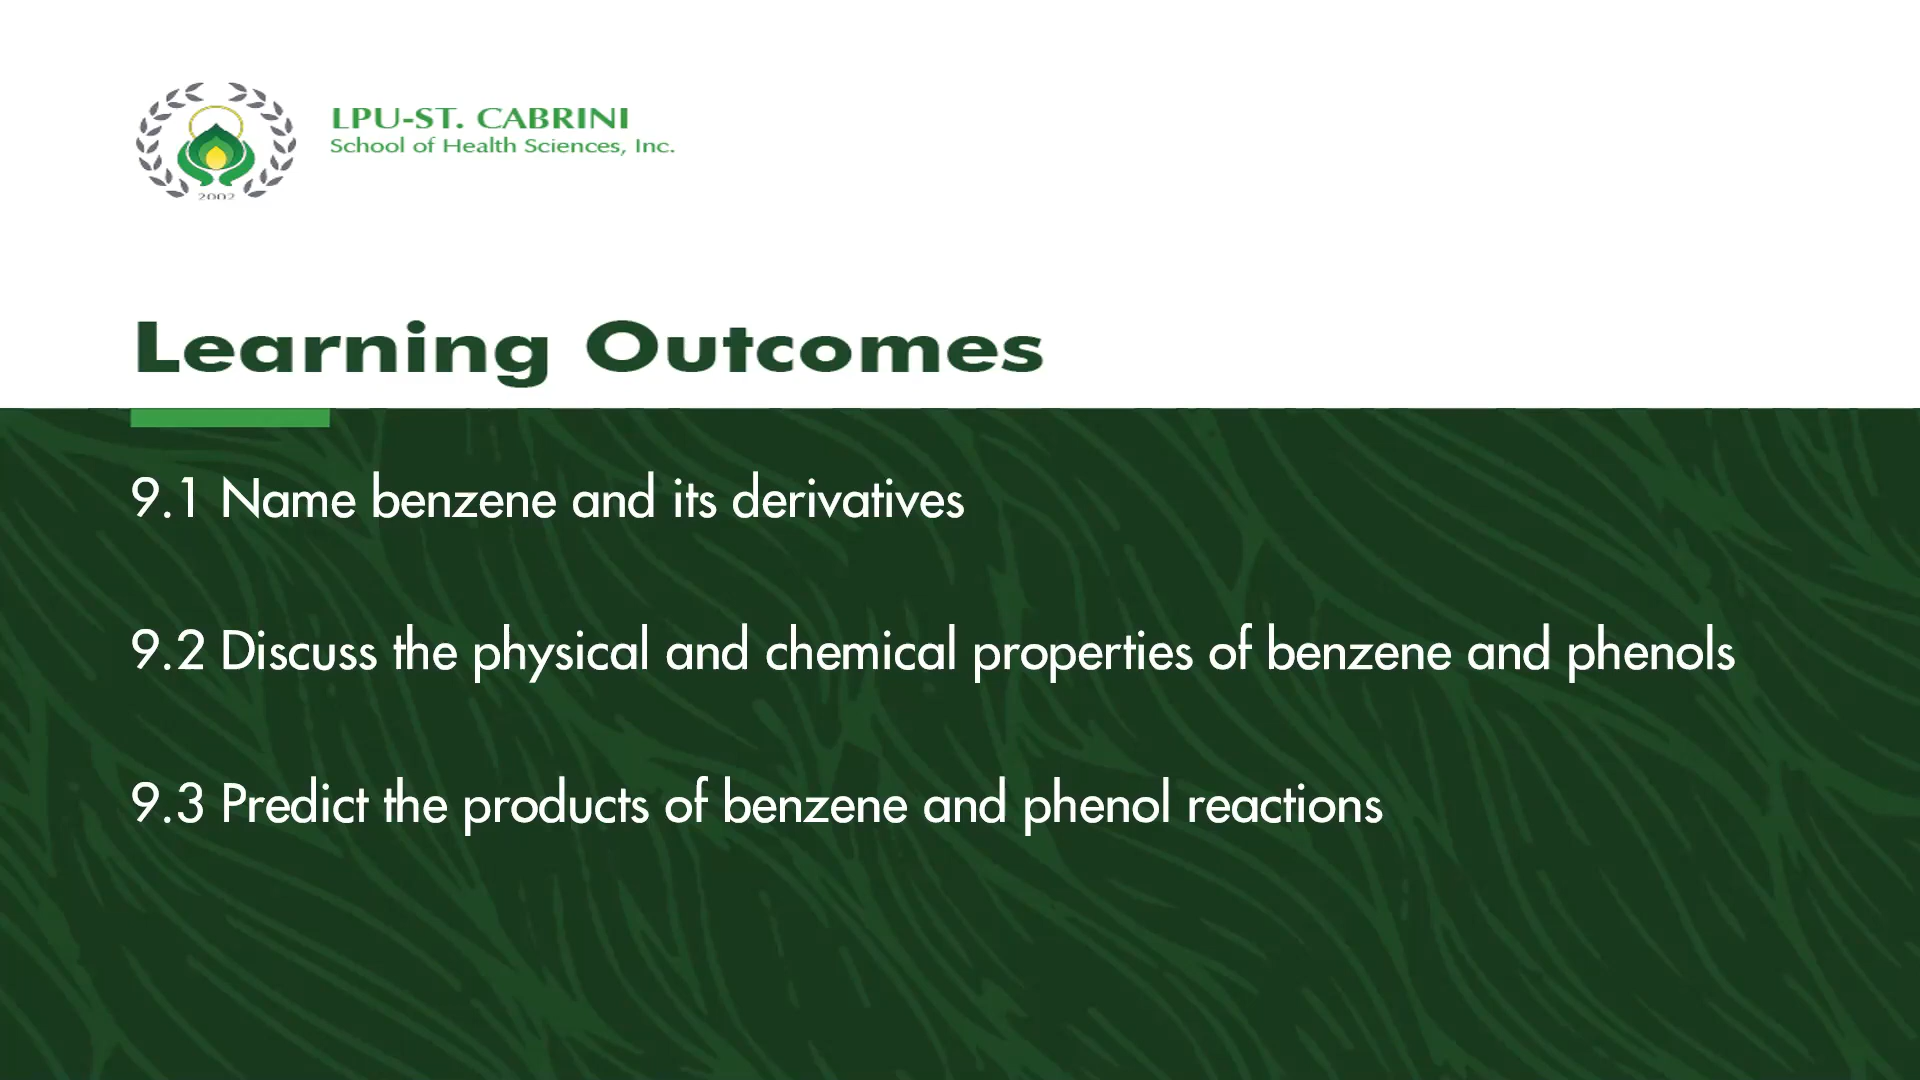 LPU-ST. CABRINI
School of Health Sciences, Inc.
2002
Learning Outcomes
9.1 Name benzene and its derivatives
9.2 Discuss the physical and chemical properties of benzene and phenols
9.3 Predict the products of benzene and phenol reactions